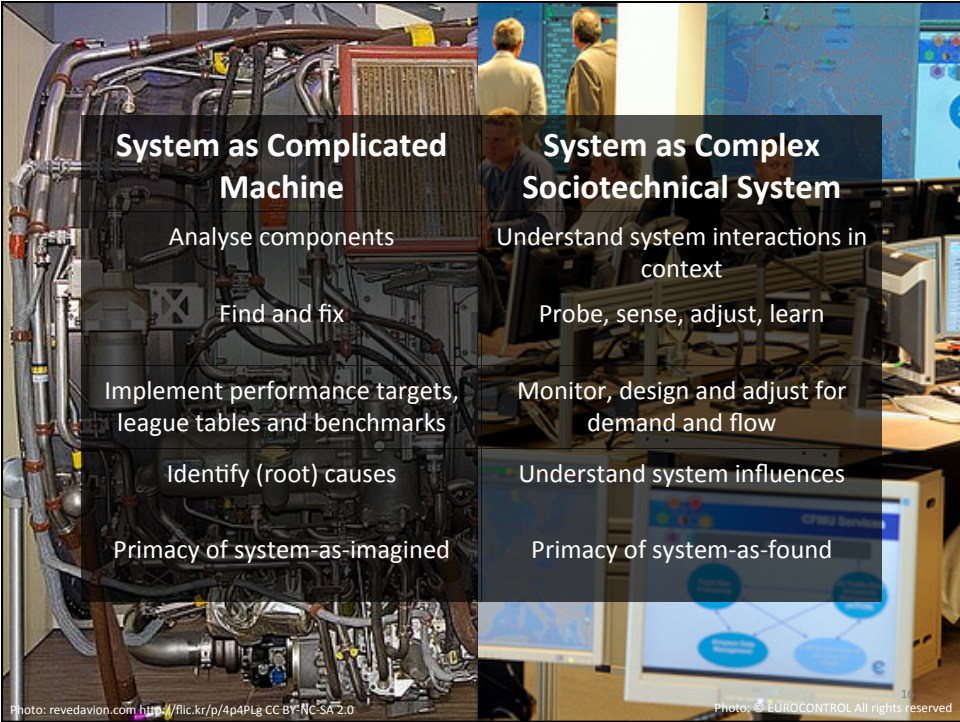 System as Complicated
Machine
System as Complex
Sociotechnical System
Analyse components
Understand system interactions in
context
Find and fix
Probe, sense, adjust, learn
Implement performance targets,
league tables and benchmarks
Monitor, design and adjust for
demand and flow
Identify (root) causes
Understand system influences
Primacy of system-as-imagined
Primacy of system-as-found
CFMU Services
Photo: revedavion.com http://flic.kr/p/4p4PLg CC BY-NC-SA 2.0
Photo: © EUROCONTROL All rights reserved